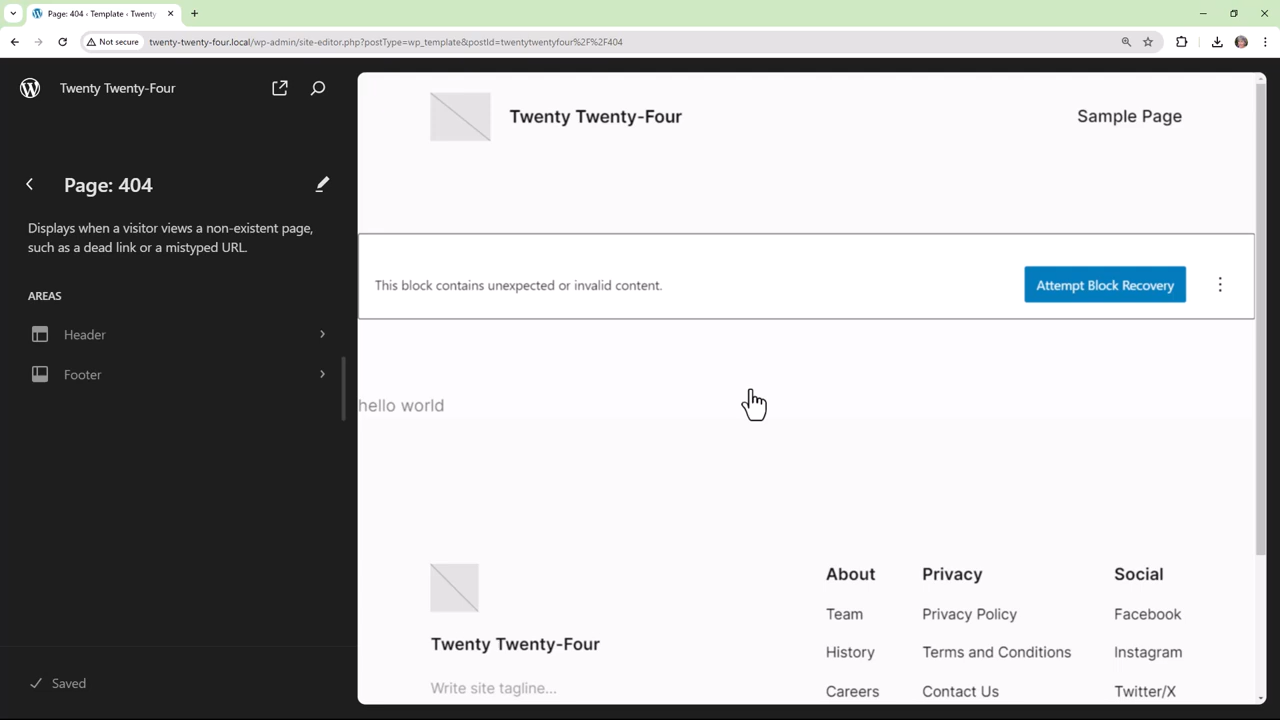 Page: 404 ‹ Template ‹ Twenty
Not secure
twenty-twenty-four.local/wp-admin/site-editor.php?postType=wp_template&postId=twentytwentyfour%2F%2F404
Twenty Twenty-Four
Page: 404
Displays when a visitor views a non-existent page,
such as a dead link or a mistyped URL.
AREAS
Header
Footer
Saved
Twenty Twenty-Four
Sample Page
This block contains unexpected or invalid content.
Attempt Block Recovery
hello world
Twenty Twenty-Four
Write site tagline...
About
Team
History
Careers
Privacy
Privacy Policy
Terms and Conditions
Contact Us
Social
Facebook
Instagram
Twitter/X